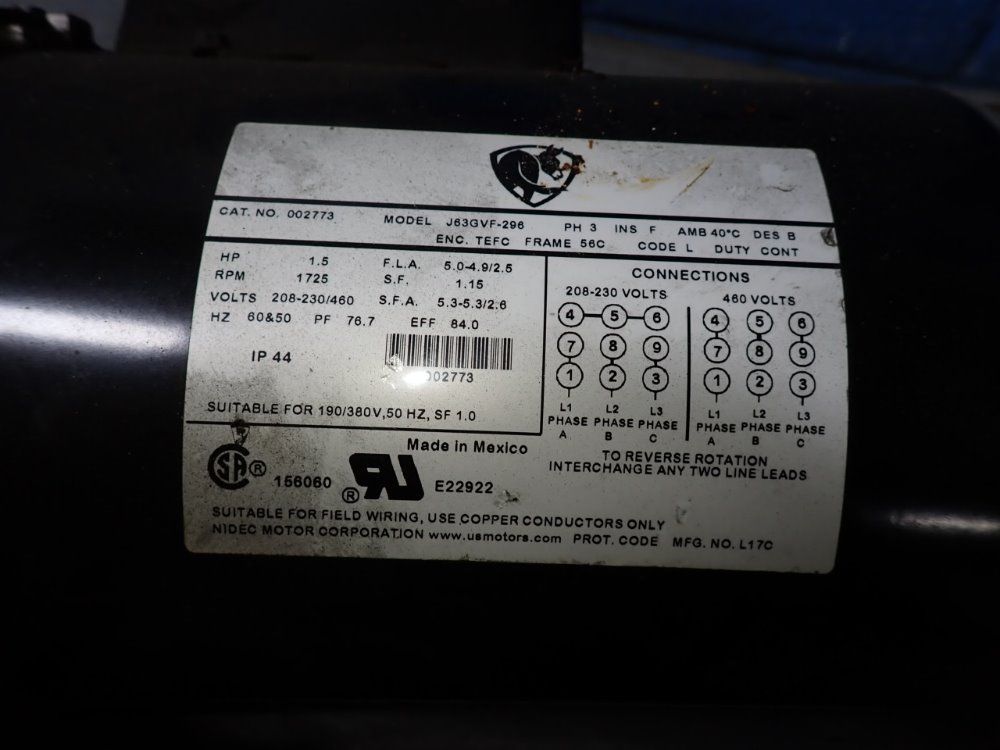 CAT. NO. 002773 MODEL J63GVF-296 PH 3 INS F AMB 40°C DES B
ENC. TEFC FRAME 56C CODE L DUTY CONT
HP 1.5 F.L.A. 5.0-4.9/2.5
RPM 1725 S.F. 1.15
VOLTS 208-230/460 S.F.A. 5.3-5.3/2.6
HZ 60&50 PF 76.7 EFF 84.0
IP 44
002773
SUITABLE FOR 190/380V,50 HZ, SF 1.0
CONNECTIONS
208-230 VOLTS 460 VOLTS
4 5 6 4 5 6
7 8 9 7 8 9
1 2 3 1 2 3
L1 L2 L3 L1 L2 L3
PHASE PHASE PHASE PHASE PHASE PHASE
A B C A B C
TO REVERSE ROTATION
INTERCHANGE ANY TWO LINE LEADS
Made in Mexico
SA ® 156060 ® RU E22922
SUITABLE FOR FIELD WIRING, USE COPPER CONDUCTORS ONLY
NIDEC MOTOR CORPORATION www.usmotors.com PROT. CODE MFG. NO. L17C